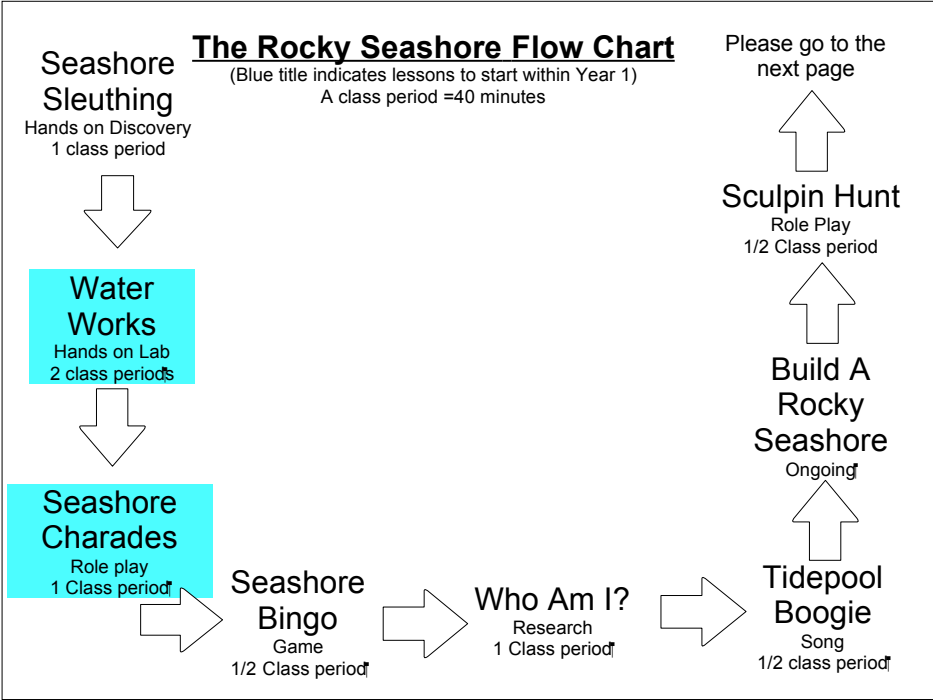 The Rocky Seashore Flow Chart
(Blue title indicates lessons to start within Year 1)
A class period =40 minutes
Seashore
Sleuthing
Hands on Discovery
1 class period
Water
Works
Hands on Lab
2 class periods
Seashore
Charades
Role play
1 Class period
Seashore
Bingo
Game
1/2 Class period
Who Am I?
Research
1 Class period
Tidepool
Boogie
Song
1/2 class period
Build A
Rocky
Seashore
Ongoing
Sculpin Hunt
Role Play
1/2 Class period
Please go to the
next page